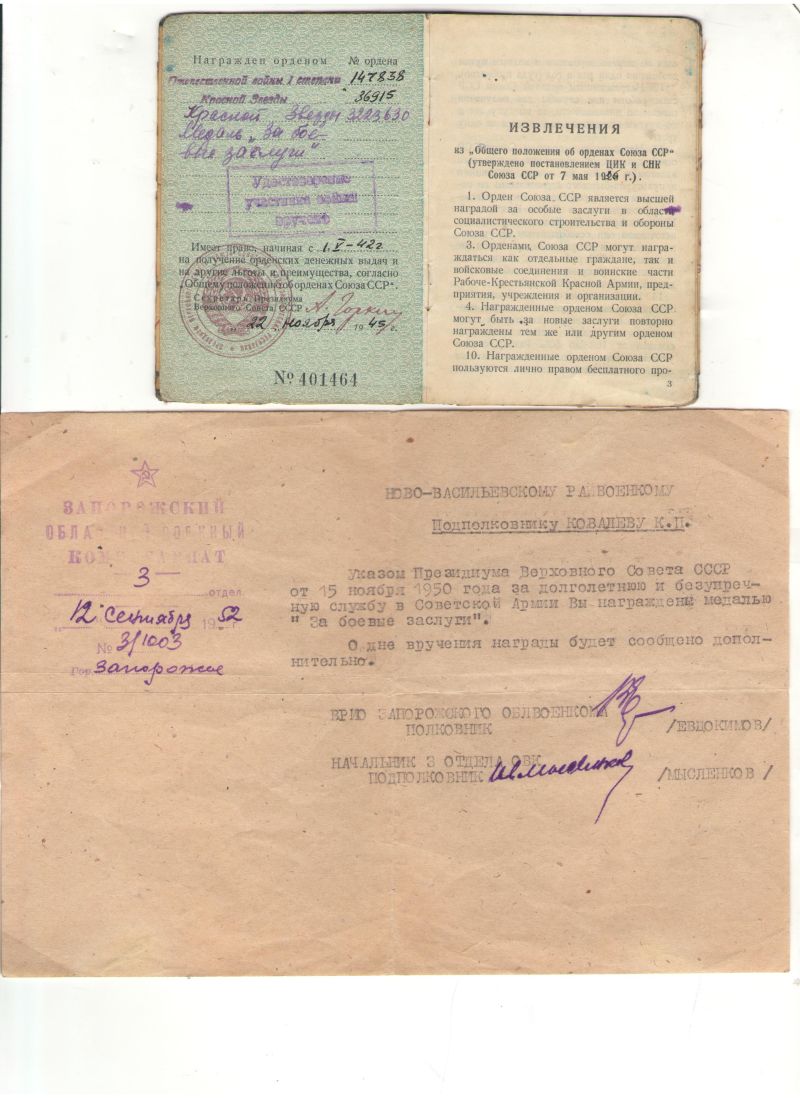 Награжден орденом № ордена
Отечественной войны I степени 147838
Красной Звезды 36915
Красной Звезды 3223630
Медаль "За бое-
вые заслуги"
Удостоверение
участника войны
вручено
Имеет право, начиная с 1.V-42г
на получение орденских денежных выдач и
на другие льготы и преимущества, согласно
„Общему положению об орденах Союза ССР“.
Секретарь Президиума
Верховного Совета СССР А. Горкин
„22“ ноября 1945 г.
№ 401464
ИЗВЛЕЧЕНИЯ
из „Общего положения об орденах Союза ССР“
(утверждено постановлением ЦИК и СНК
Союза ССР от 7 мая 19 г.).
1. Орден Союза ССР является высшей
наградой за особые заслуги в области
социалистического строительства и обороны
Союза ССР.
3. Орденами Союза ССР могут награ-
ждаться как отдельные граждане, так и
войсковые соединения и воинские части
Рабоче-Крестьянской Красной Армии, пред-
приятия, учреждения и организации.
4. Награжденные орденом Союза ССР
могут быть за новые заслуги повторно
награждены тем же или другим орденом
Союза ССР.
10. Награжденные орденом Союза ССР
пользуются лично правом бесплатного про-
3
ЗАПОРОЖСКИЙ
ОБЛАСТНОЙ ВОЕННЫЙ
КОМИССАРИАТ
3 отдел
"12" Сентября 1952 г.
№ 3/1003
гор. Запорожье
НОВО-ВАСИЛЬЕВСКОМУ РАЙВОЕНКОМУ
Подполковнику КОВАЛЕВУ К.П.
Указом Президиума Верховного Совета СССР
от 15 ноября 1950 года за долголетнюю и безупреч-
ную службу в Советской Армии Вы награждены медалью
" За боевые заслуги".
О дне вручения награды будет сообщено допол-
нительно.
ВРИО ЗАПОРОЖСКОГО ОБЛВОЕНКОМА
ПОЛКОВНИК /ЕВДОКИМОВ/
НАЧАЛЬНИК 3 ОТДЕЛА ОВК
ПОДПОЛКОВНИК /МЫСЛЕНКОВ /